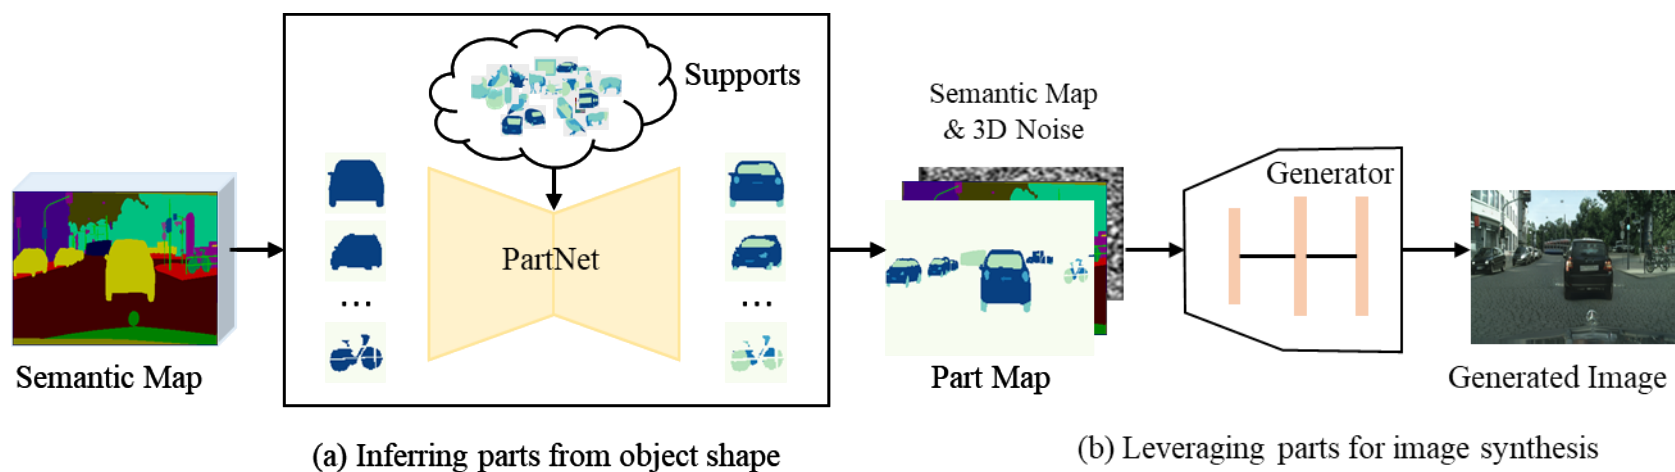 Supports
Semantic Map
& 3D Noise
Generator
PartNet
...
...
Semantic Map
Part Map
Generated Image
(a) Inferring parts from object shape
(b) Leveraging parts for image synthesis